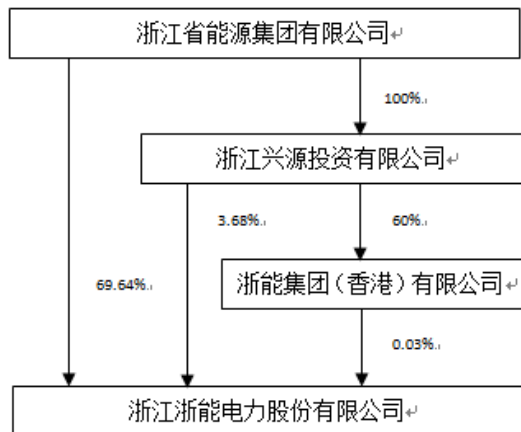 浙江省能源集团有限公司
100%
浙江兴源投资有限公司
3.68%
60%
69.64%
浙能集团（香港）有限公司
0.03%
浙江浙能电力股份有限公司